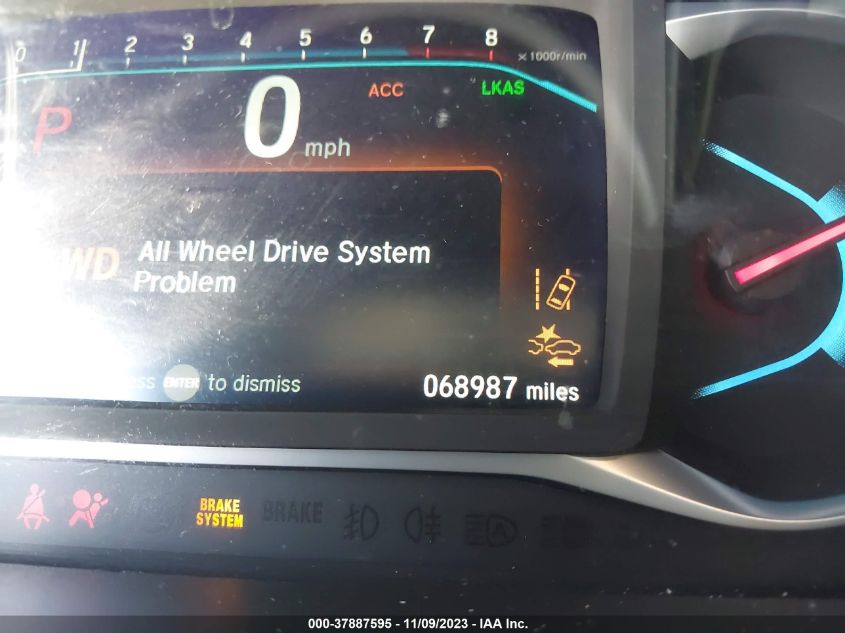 0 1 2 3 4 5 6 7 8
x1000r/min
ACC LKAS
P 0 mph
WD All Wheel Drive System
Problem
ENTER to dismiss
068987 miles
BRAKE
SYSTEM BRAKE
000-37887595 - 11/09/2023 - IAA Inc.